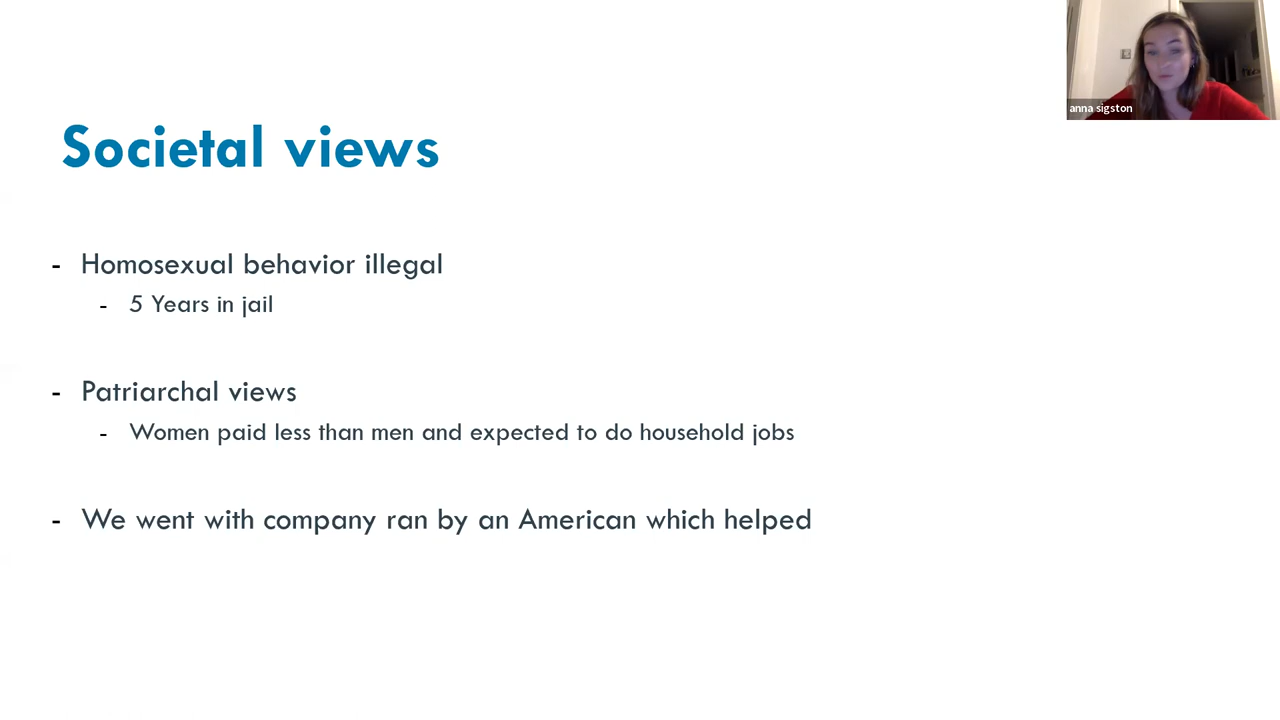 anna sigston
Societal views
- Homosexual behavior illegal
- 5 Years in jail
- Patriarchal views
- Women paid less than men and expected to do household jobs
- We went with company ran by an American which helped